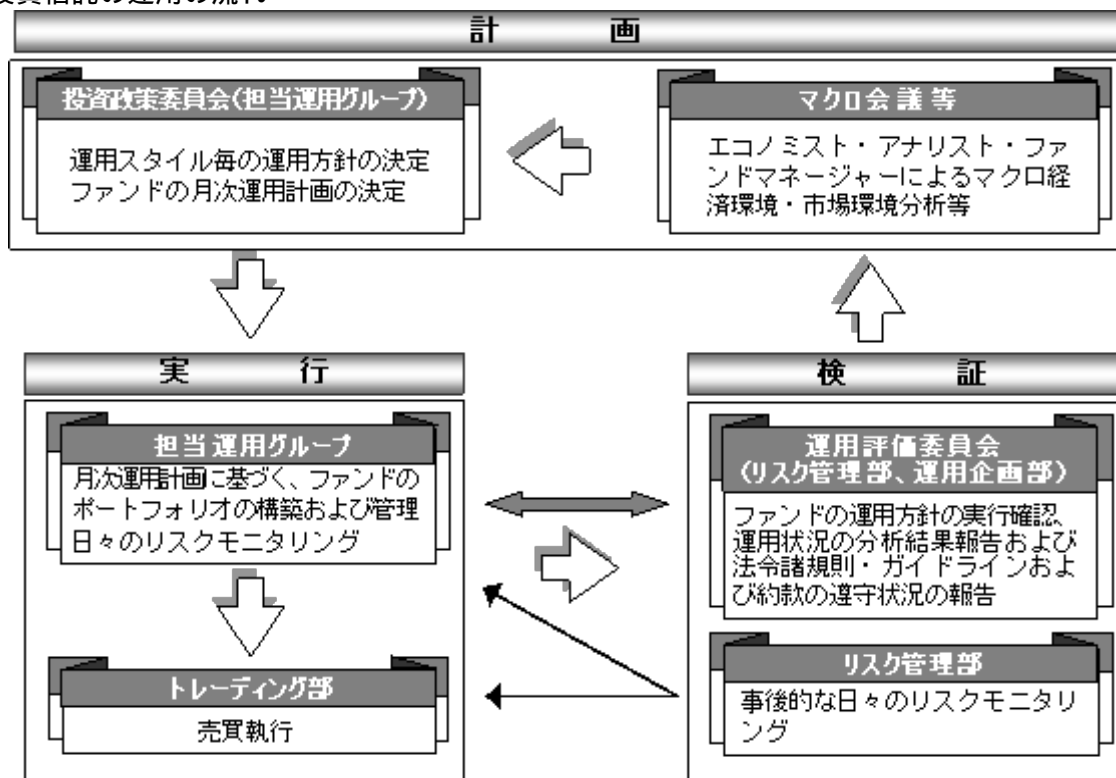 投資信託の運用の流れ
計画
投資政策委員会(担当運用グループ)
運用スタイル毎の運用方針の決定
ファンドの月次運用計画の決定
マクロ会議等
エコノミスト・アナリスト・ファ
ンドマネージャーによるマクロ経
済環境・市場環境分析等
実行
担当運用グループ
月次運用計画に基づく、ファンドの
ポートフォリオの構築および管理
日々のリスクモニタリング
トレーディング部
売買執行
検証
運用評価委員会
(リスク管理部、運用企画部)
ファンドの運用方針の実行確認、
運用状況の分析結果報告および
法令諸規則・ガイドラインおよ
び約款の遵守状況の報告
リスク管理部
事後的な日々のリスクモニタリ
ング